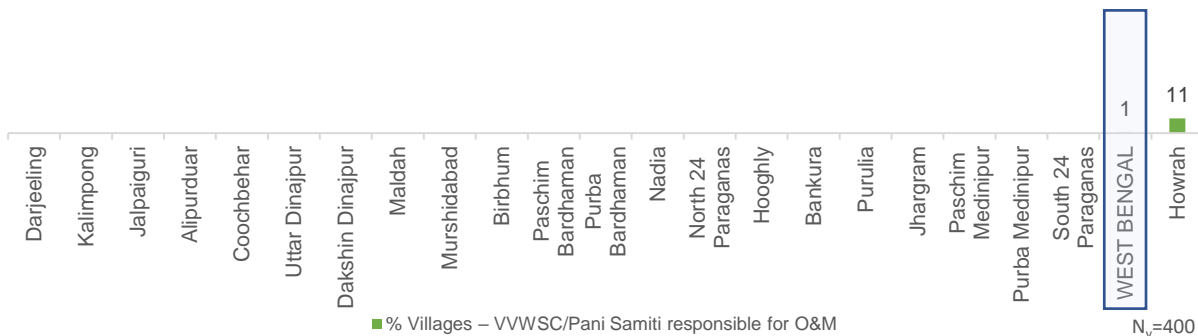 1
11
Darjeeling
Kalimpong
Jalpaiguri
Alipurduar
Coochbehar
Uttar Dinajpur
Dakshin Dinajpur
Maldah
Murshidabad
Birbhum
Paschim
Bardhaman
Purba
Bardhaman
Nadia
North 24
Paraganas
Hooghly
Bankura
Purulia
Jhargram
Paschim
Medinipur
Purba Medinipur
South 24
Paraganas
WEST BENGAL
Howrah
% Villages – VVWSC/Pani Samiti responsible for O&M
Nv=400